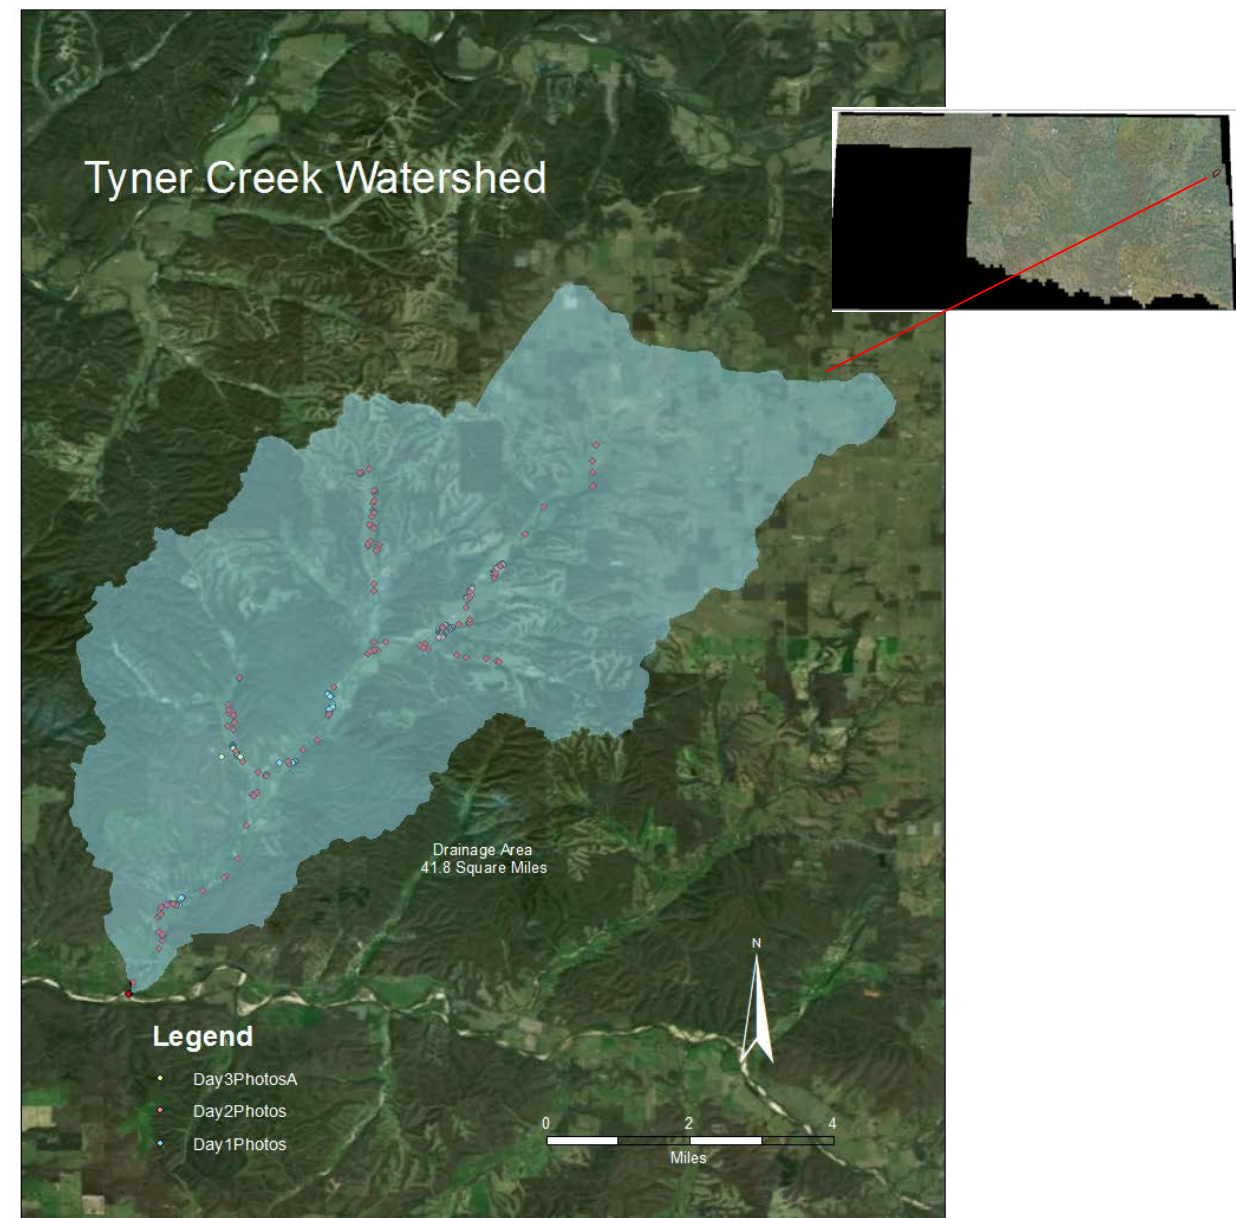 Tyner Creek Watershed
Drainage Area
41.8 Square Miles
N
Legend
Day3PhotosA
Day2Photos
Day1Photos
0 2 4
Miles